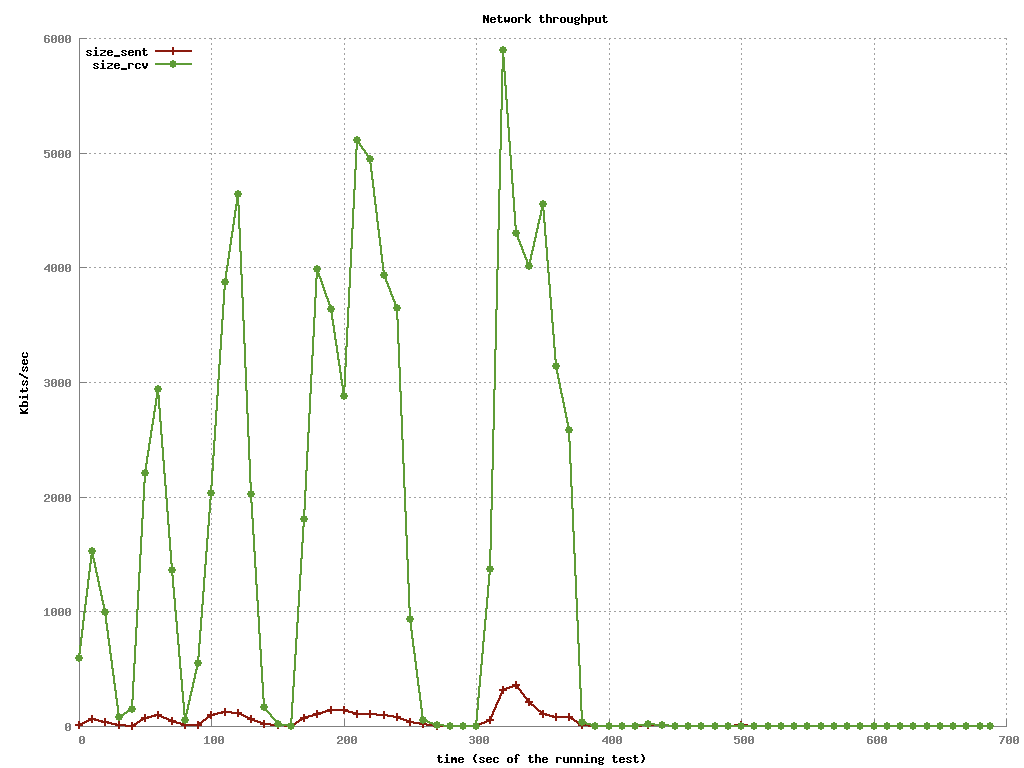 Network throughput
6000
size_sent
size_rcv
5000
4000
3000
Kbits/sec
2000
1000
0
0 100 200 300 400 500 600 700
time (sec of the running test)